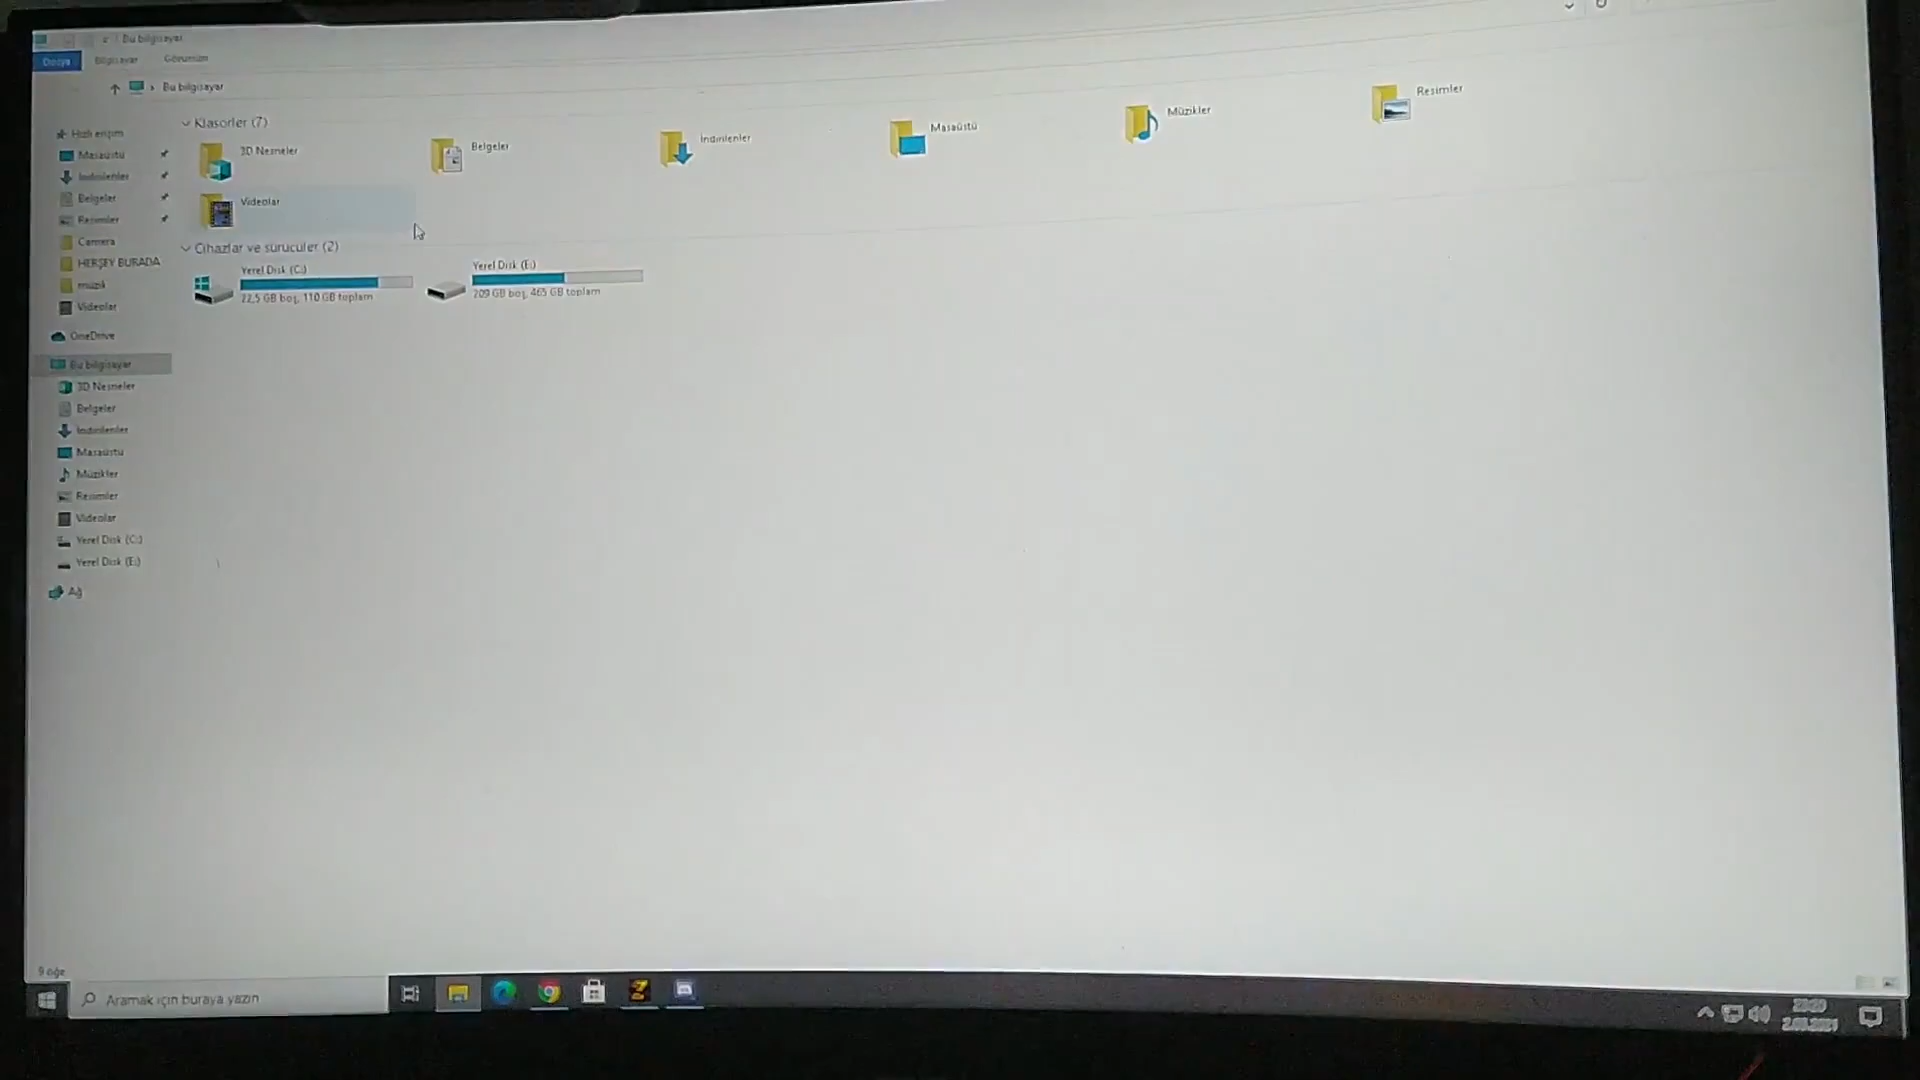 Bu bilgisayar
Dosya Bilgisayar Görünüm
Bu bilgisayar
Hızlı erişim
Masaüstü
İndirilenler
Belgeler
Resimler
Camera
HERŞEY BURADA
müzik
Videolar
OneDrive
Bu bilgisayar
3D Nesneler
Belgeler
İndirilenler
Masaüstü
Müzikler
Resimler
Videolar
Yerel Disk (C:)
Yerel Disk (E:)
Ağ
Klasörler (7)
3D Nesneler
Belgeler
İndirilenler
Masaüstü
Müzikler
Resimler
Videolar
Cihazlar ve sürücüler (2)
Yerel Disk (C:)
22,5 GB boş, 110 GB toplam
Yerel Disk (E:)
209 GB boş, 465 GB toplam
9 öğe
Aramak için buraya yazın